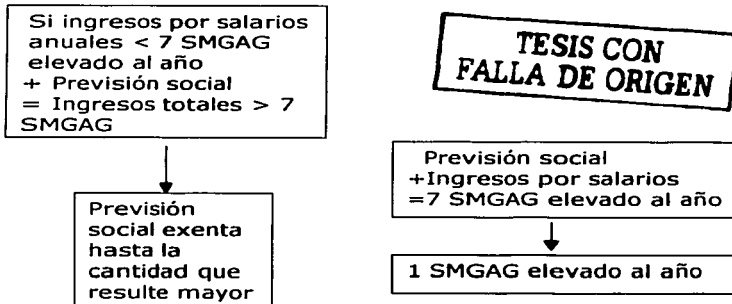 Si ingresos por salarios
anuales < 7 SMGAG
elevado al año
+ Previsión social
= Ingresos totales > 7
SMGAG
TESIS CON
FALLA DE ORIGEN
Previsión social
+Ingresos por salarios
=7 SMGAG elevado al año
Previsión
social exenta
hasta la
cantidad que
resulte mayor
1 SMGAG elevado al año